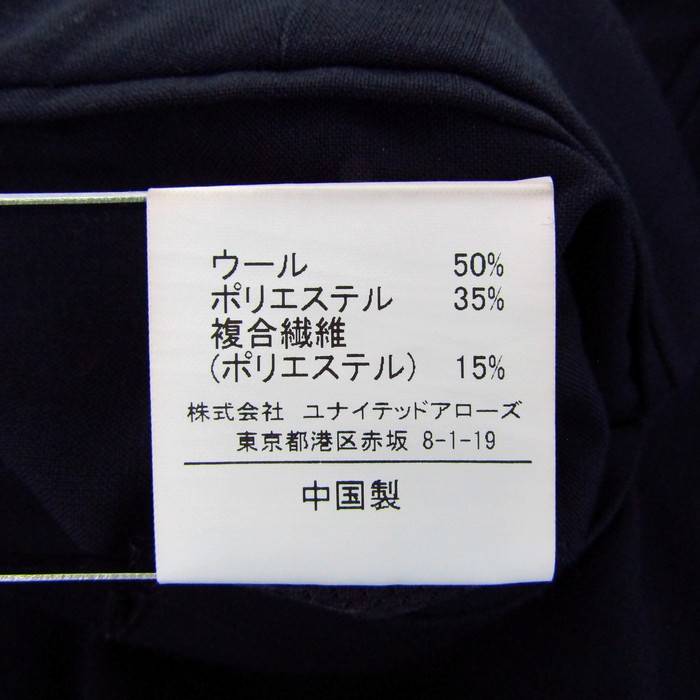 ウール 50%
ポリエステル 35%
複合繊維
(ポリエステル) 15%
株式会社 ユナイテッドアローズ
東京都港区赤坂 8-1-19
中国製